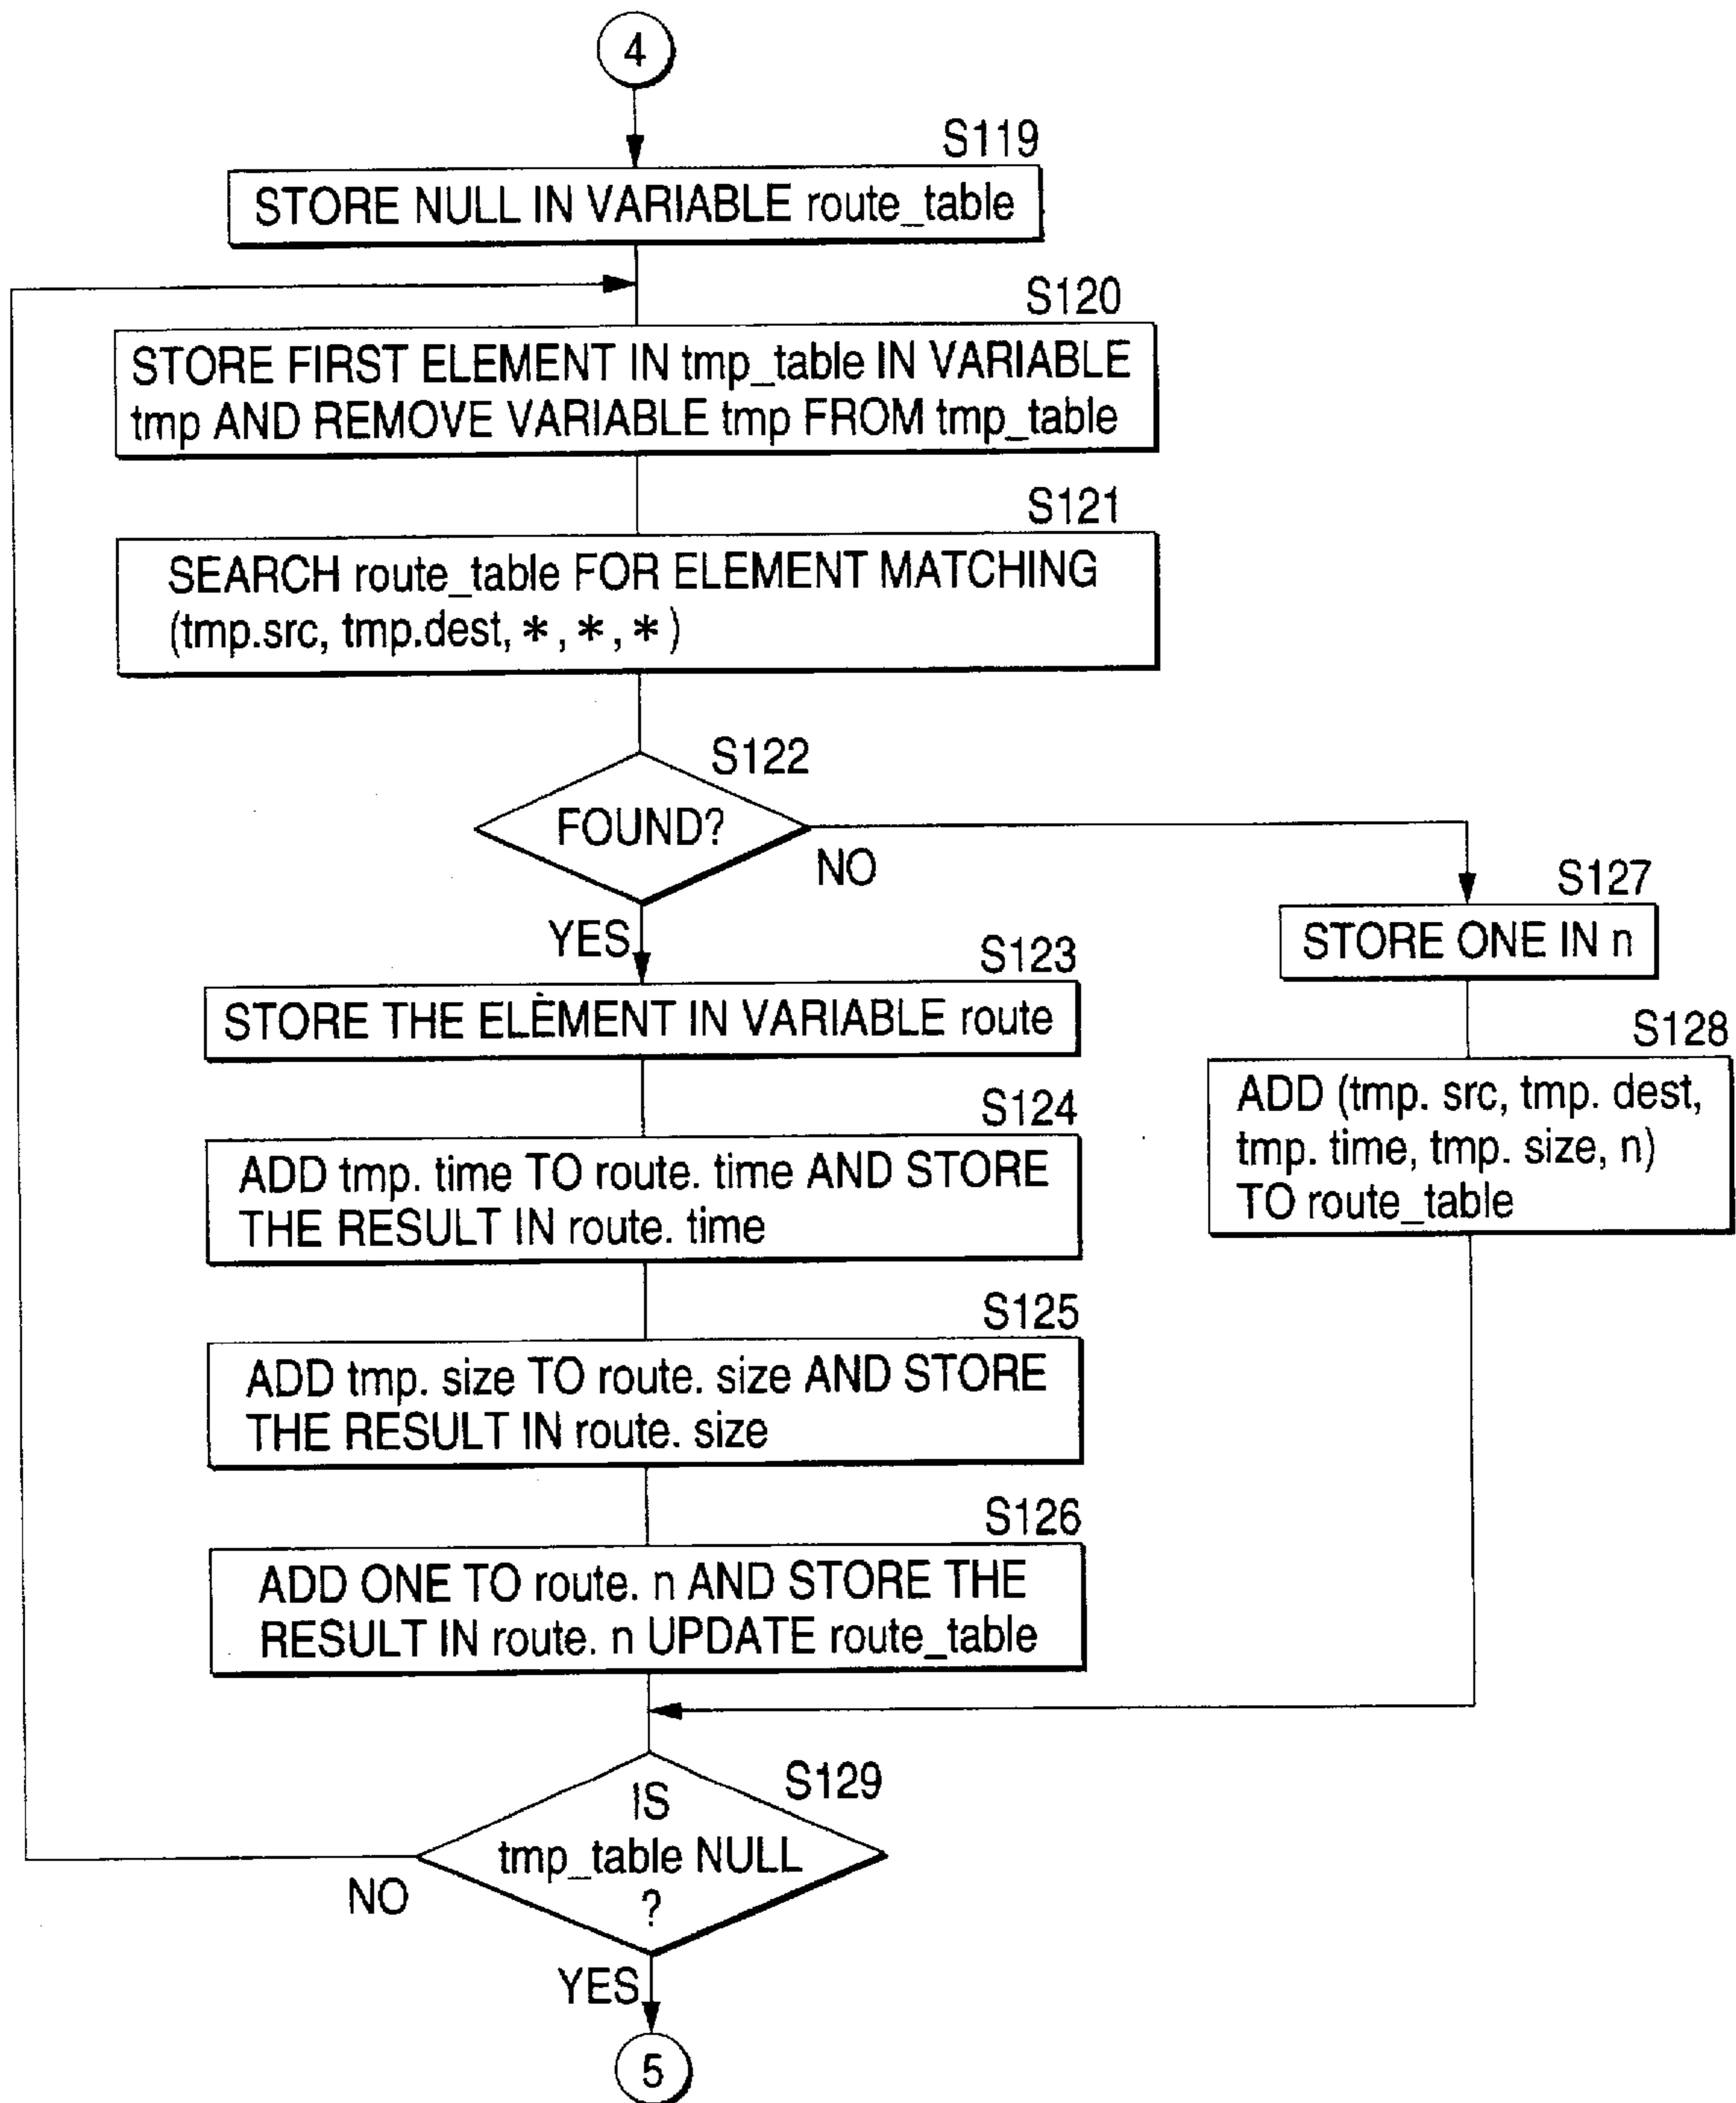 4
S119
STORE NULL IN VARIABLE route_table
S120
STORE FIRST ELEMENT IN tmp_table IN VARIABLE
tmp AND REMOVE VARIABLE tmp FROM tmp_table
S121
SEARCH route_table FOR ELEMENT MATCHING
(tmp.src, tmp.dest, *, *, *)
S122
FOUND?
NO
YES
S123
STORE THE ELEMENT IN VARIABLE route
S124
ADD tmp. time TO route. time AND STORE
THE RESULT IN route. time
S125
ADD tmp. size TO route. size AND STORE
THE RESULT IN route. size
S126
ADD ONE TO route. n AND STORE THE
RESULT IN route. n UPDATE route_table
S127
STORE ONE IN n
S128
ADD (tmp. src, tmp. dest,
tmp. time, tmp. size, n)
TO route_table
S129
IS
tmp_table NULL
?
NO
YES
5